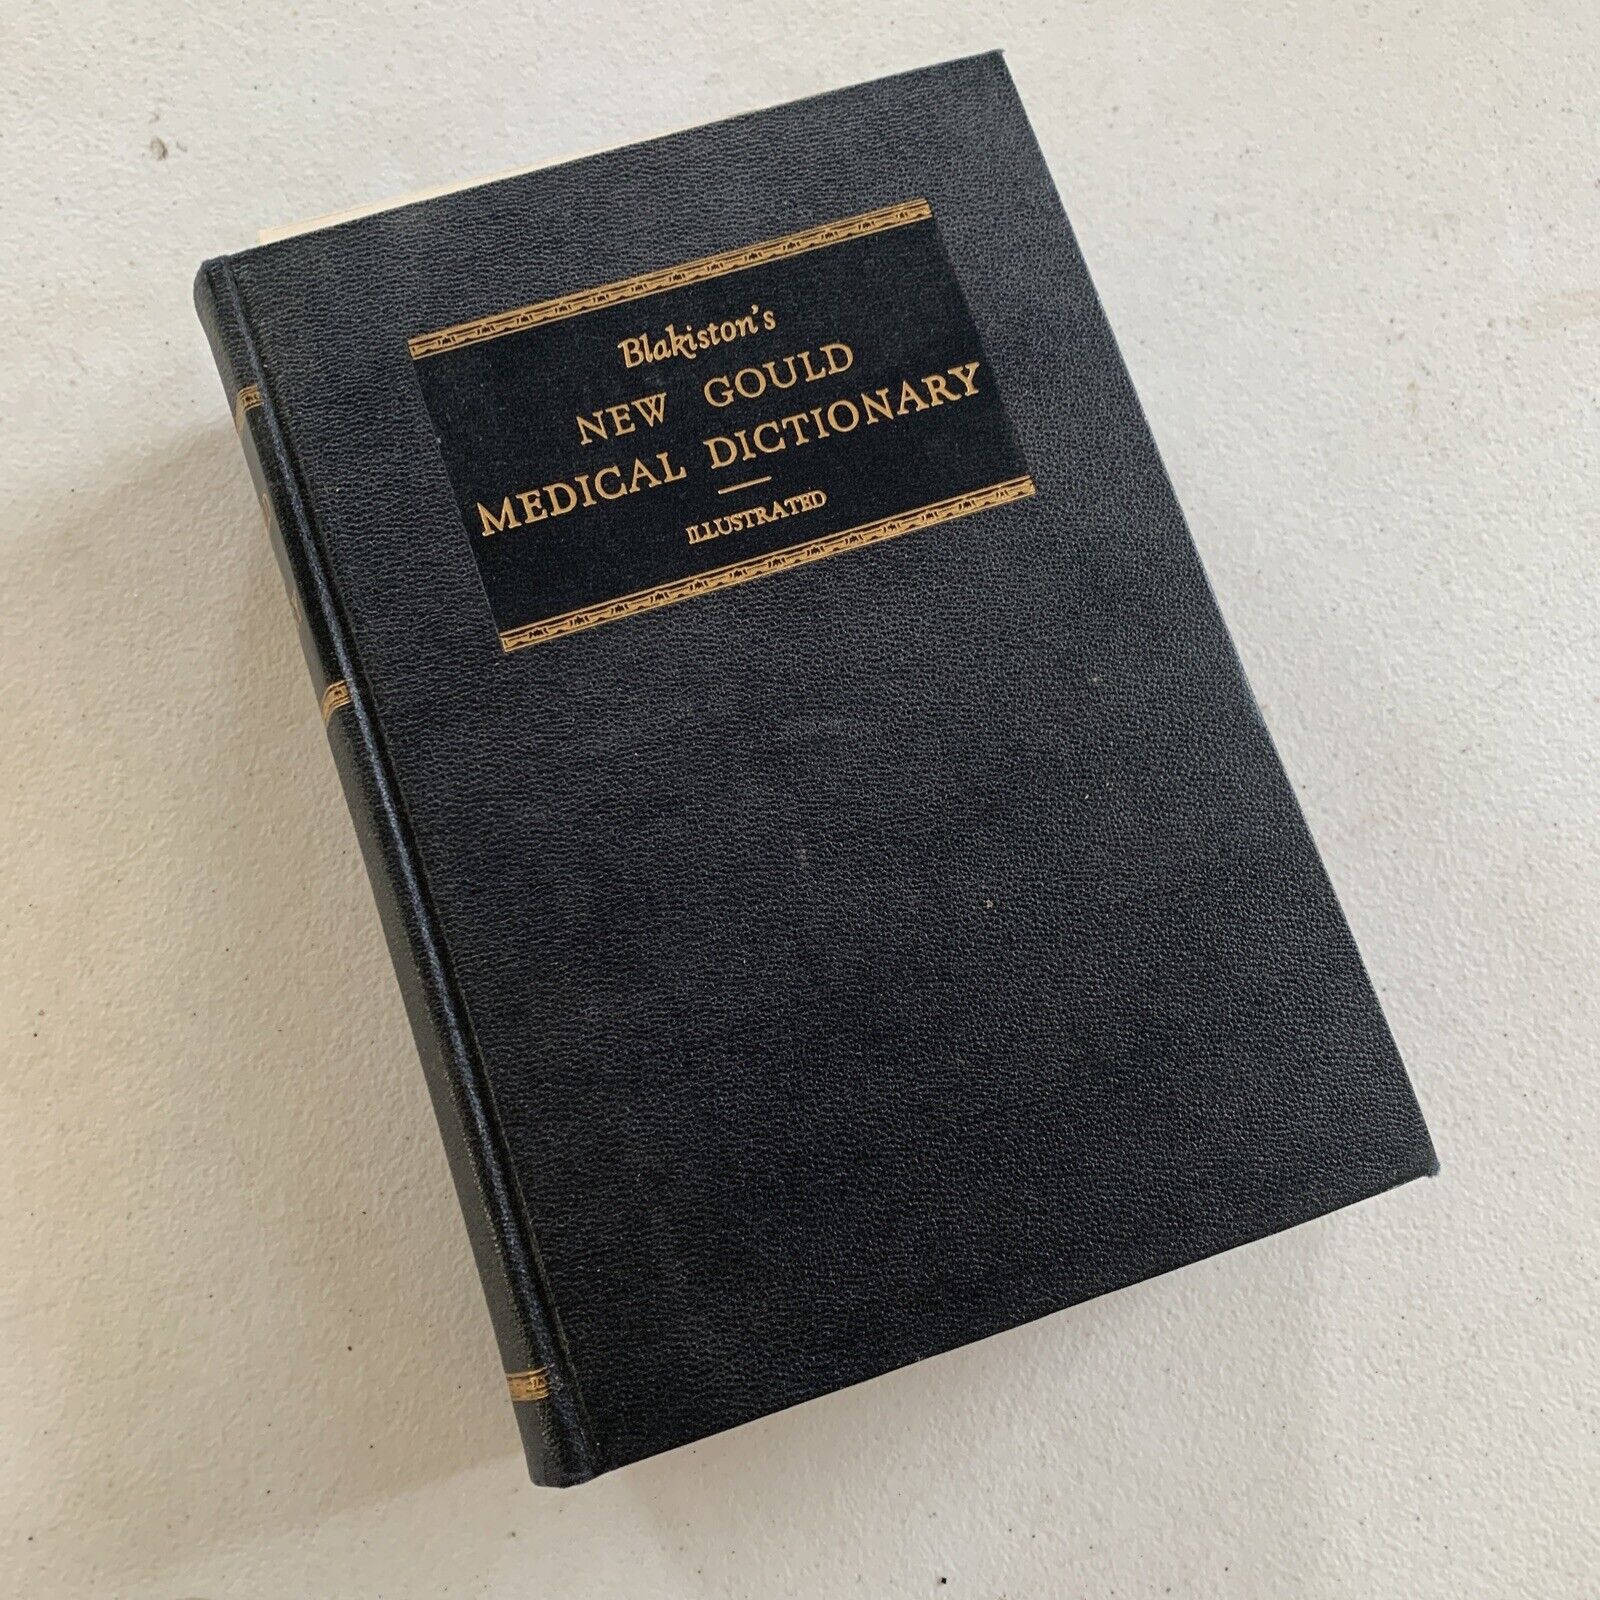 Blakiston's
NEW GOULD
MEDICAL DICTIONARY
ILLUSTRATED